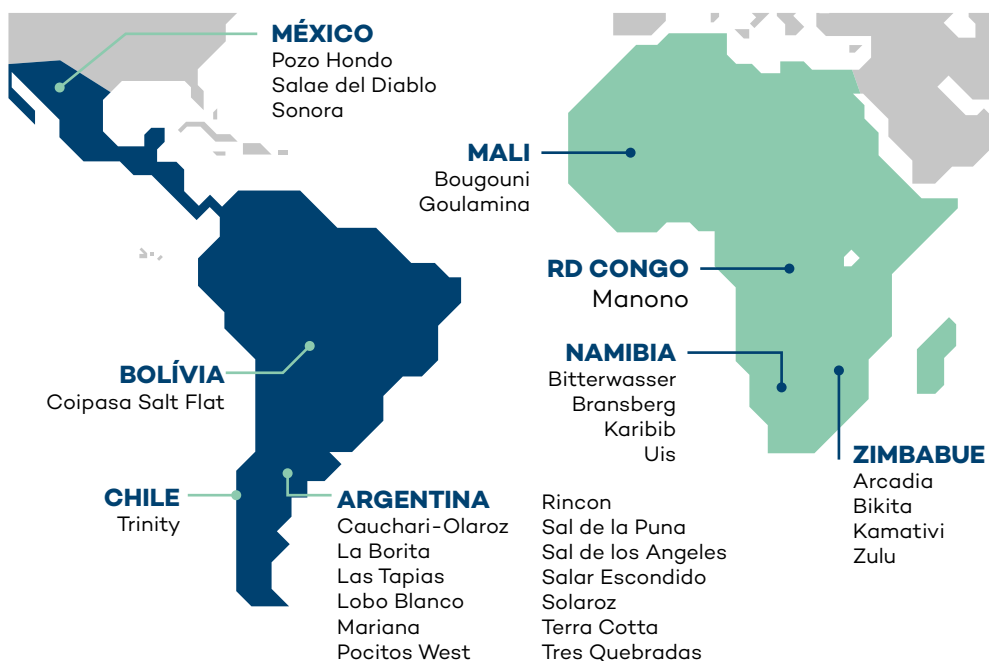 MÉXICO
Pozo Hondo
Salae del Diablo
Sonora
MALI
Bougouni
Goulamina
RD CONGO
Manono
NAMIBIA
Bitterwasser
Bransberg
Karibib
Uis
BOLÍVIA
Coipasa Salt Flat
ZIMBABUE
Arcadia
Bikita
Kamativi
Zulu
CHILE
Trinity
ARGENTINA
Cauchari-Olaroz
La Borita
Las Tapias
Lobo Blanco
Mariana
Pocitos West
Rincon
Sal de la Puna
Sal de los Angeles
Salar Escondido
Solaroz
Terra Cotta
Tres Quebradas